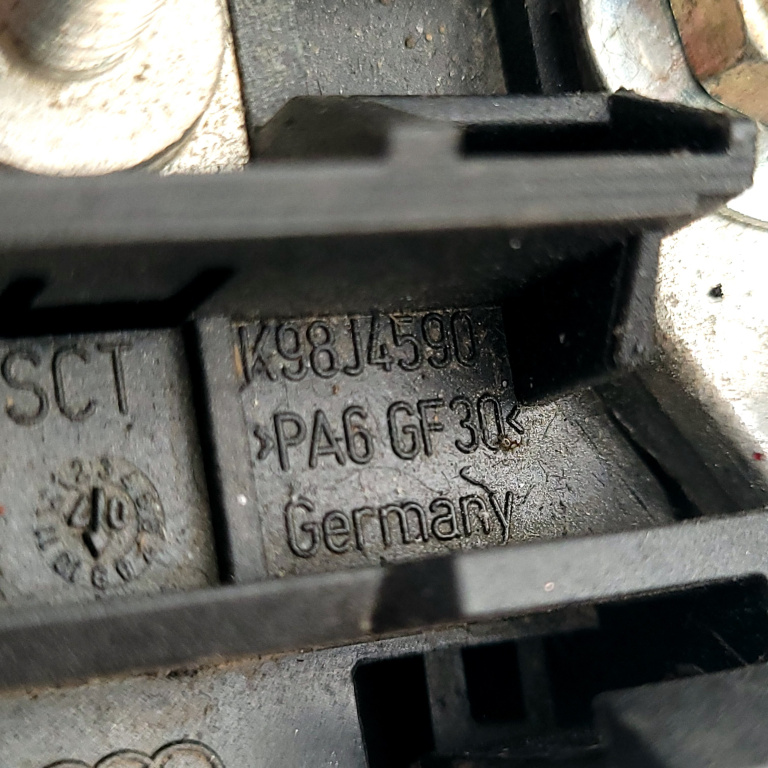 SCT
K98J4590
>PA6 GF30<
Germany